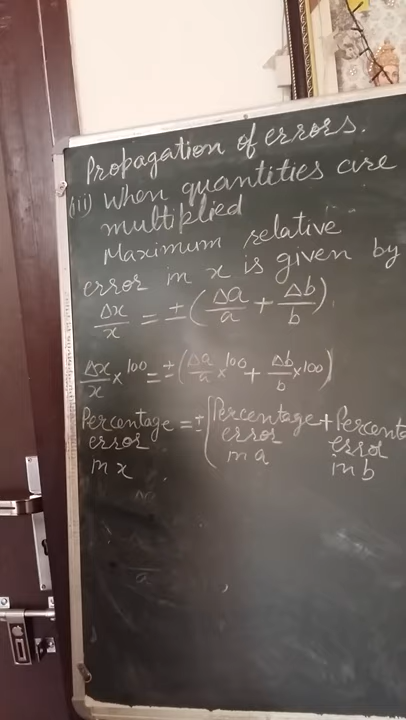 Propagation of errors.
(iii) When quantities are
multiplied
Maximum relative
error in x is given by
Δx/x = ± (Δa/a + Δb/b)
Δx/x × 100 = ± (Δa/a × 100 + Δb/b × 100)
Percentage error in x = ± (Percentage error in a + Percenta error in b